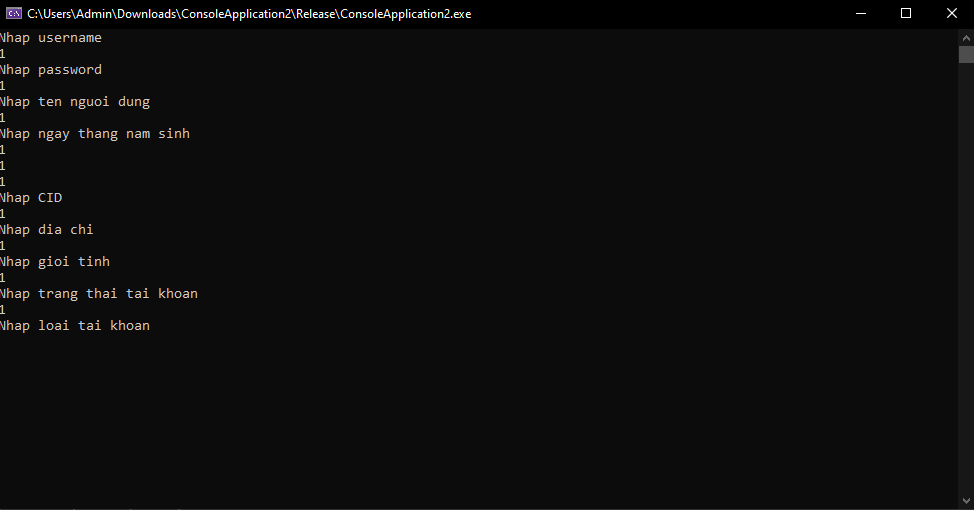 C:\Users\Admin\Downloads\ConsoleApplication2\Release\ConsoleApplication2.exe
Nhap username
1
Nhap password
1
Nhap ten nguoi dung
1
Nhap ngay thang nam sinh
1
1
1
Nhap CID
1
Nhap dia chi
1
Nhap gioi tinh
1
Nhap trang thai tai khoan
1
Nhap loai tai khoan